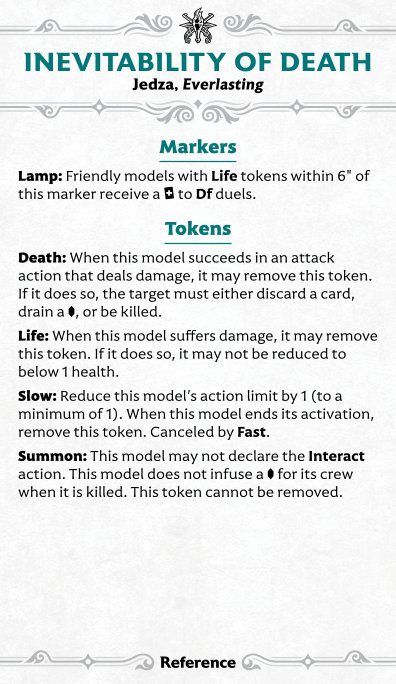 INEVITABILITY OF DEATH
Jedza, Everlasting
Markers
Lamp: Friendly models with Life tokens within 6" of
this marker receive a to Df duels.
Tokens
Death: When this model succeeds in an attack
action that deals damage, it may remove this token.
If it does so, the target must either discard a card,
drain a , or be killed.
Life: When this model suffers damage, it may remove
this token. If it does so, it may not be reduced to
below 1 health.
Slow: Reduce this model's action limit by 1 (to a
minimum of 1). When this model ends its activation,
remove this token. Canceled by Fast.
Summon: This model may not declare the Interact
action. This model does not infuse a for its crew
when it is killed. This token cannot be removed.
Reference